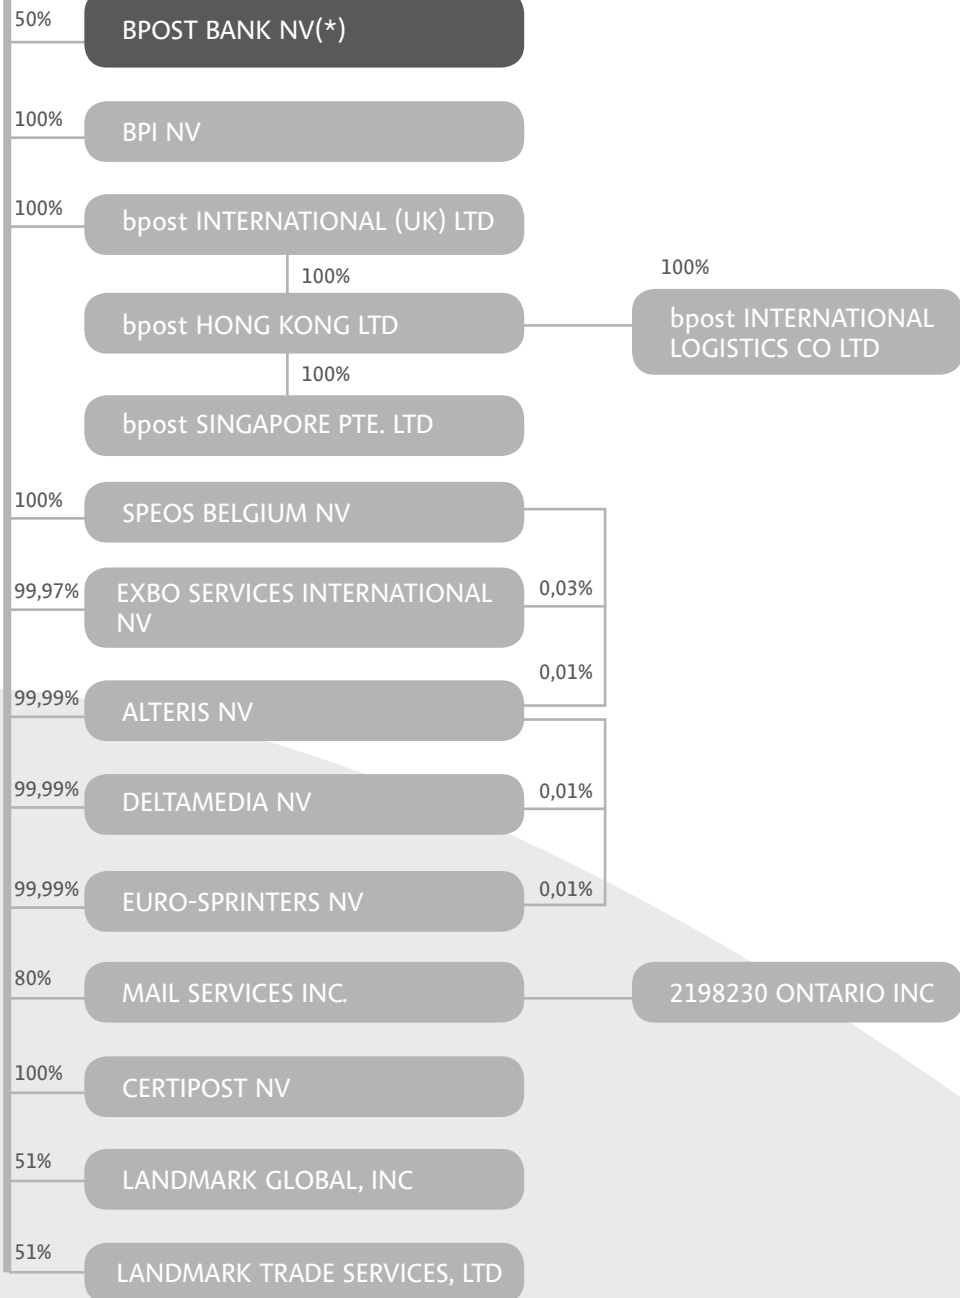 50%
BPOST BANK NV(*)
100%
BPI NV
100%
bpost INTERNATIONAL (UK) LTD
100%
100%
bpost HONG KONG LTD
bpost INTERNATIONAL
LOGISTICS CO LTD
100%
bpost SINGAPORE PTE. LTD
100%
SPEOS BELGIUM NV
99,97%
EXBO SERVICES INTERNATIONAL
NV
0,03%
0,01%
99,99%
ALTERIS NV
99,99%
DELTAMEDIA NV
0,01%
99,99%
EURO-SPRINTERS NV
0,01%
80%
MAIL SERVICES INC.
2198230 ONTARIO INC
100%
CERTIPOST NV
51%
LANDMARK GLOBAL, INC
51%
LANDMARK TRADE SERVICES, LTD